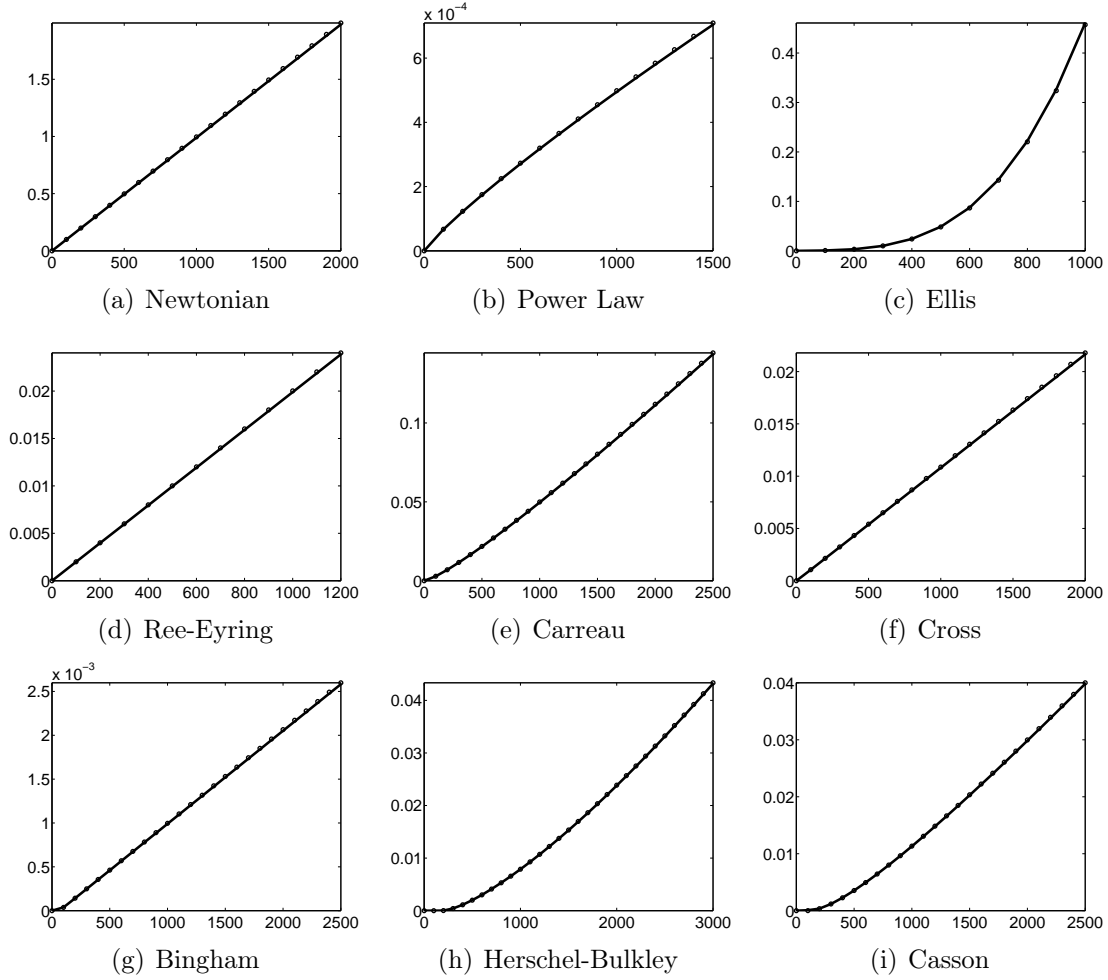 1.5
1
0.5
0
0 500 1000 1500 2000
(a) Newtonian
x 10⁻⁴
6
4
2
0
0 500 1000 1500
(b) Power Law
0.4
0.3
0.2
0.1
0
0 200 400 600 800 1000
(c) Ellis
0.02
0.015
0.01
0.005
0
0 200 400 600 800 1000 1200
(d) Ree-Eyring
0.1
0.05
0
0 500 1000 1500 2000 2500
(e) Carreau
0.02
0.015
0.01
0.005
0
0 500 1000 1500 2000
(f) Cross
x 10⁻³
2.5
2
1.5
1
0.5
0
0 500 1000 1500 2000 2500
(g) Bingham
0.04
0.03
0.02
0.01
0
0 1000 2000 3000
(h) Herschel-Bulkley
0.04
0.03
0.02
0.01
0
0 500 1000 1500 2000 2500
(i) Casson